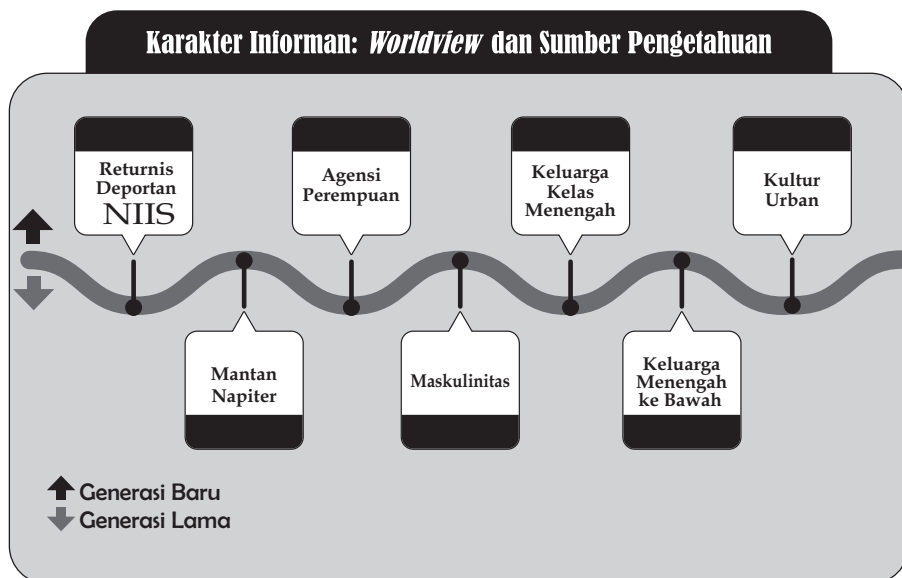 Karakter Informan: Worldview dan Sumber Pengetahuan
Returnis
Deportan
NIIS
Agensi
Perempuan
Keluarga
Kelas
Menengah
Kultur
Urban
Mantan
Napiter
Maskulinitas
Keluarga
Menengah
ke Bawah
Generasi Baru
Generasi Lama